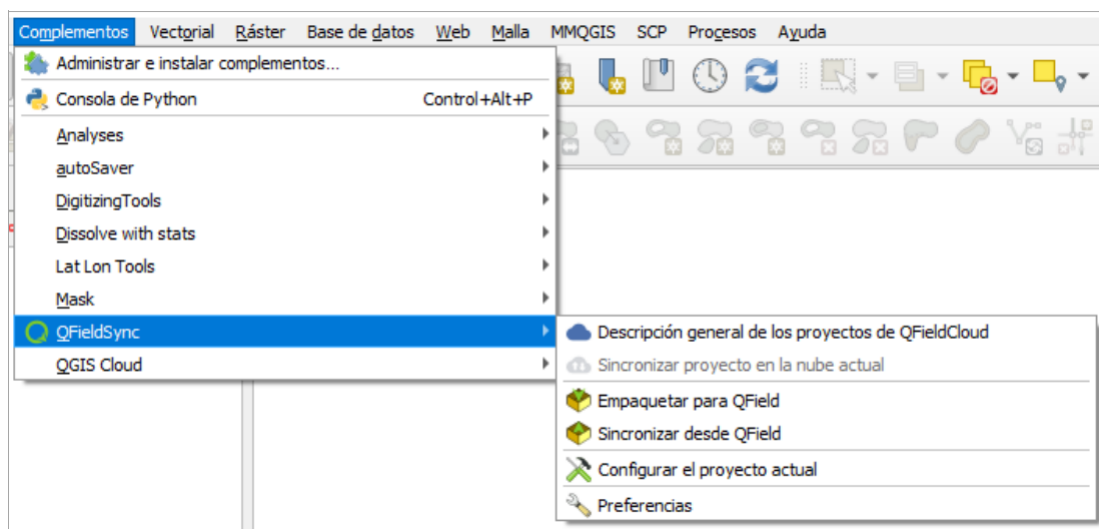 Complementos Vectorial Ráster Base de datos Web Malla MMQGIS SCP Procesos Ayuda
Administrar e instalar complementos...
Consola de Python Control+Alt+P
Analyses
autoSaver
DigitizingTools
Dissolve with stats
Lat Lon Tools
Mask
QFieldSync
QGIS Cloud
Descripción general de los proyectos de QFieldCloud
Sincronizar proyecto en la nube actual
Empaquetar para QField
Sincronizar desde QField
Configurar el proyecto actual
Preferencias